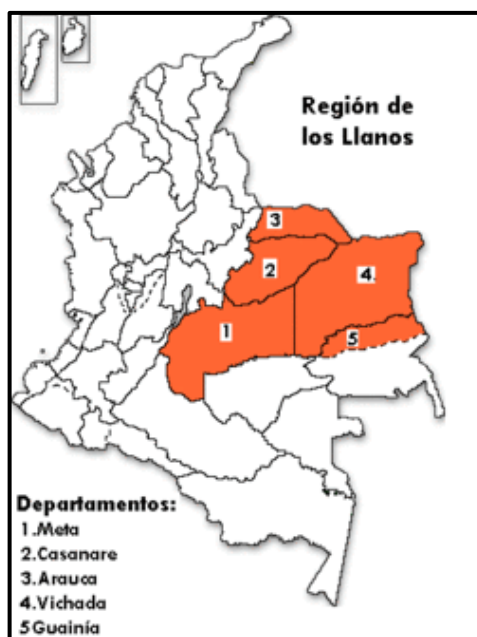 Región de
los Llanos
3
2
4.
1
5
Departamentos:
1.Meta
2.Casanare
3.Arauca
4.Vichada
5Guainía